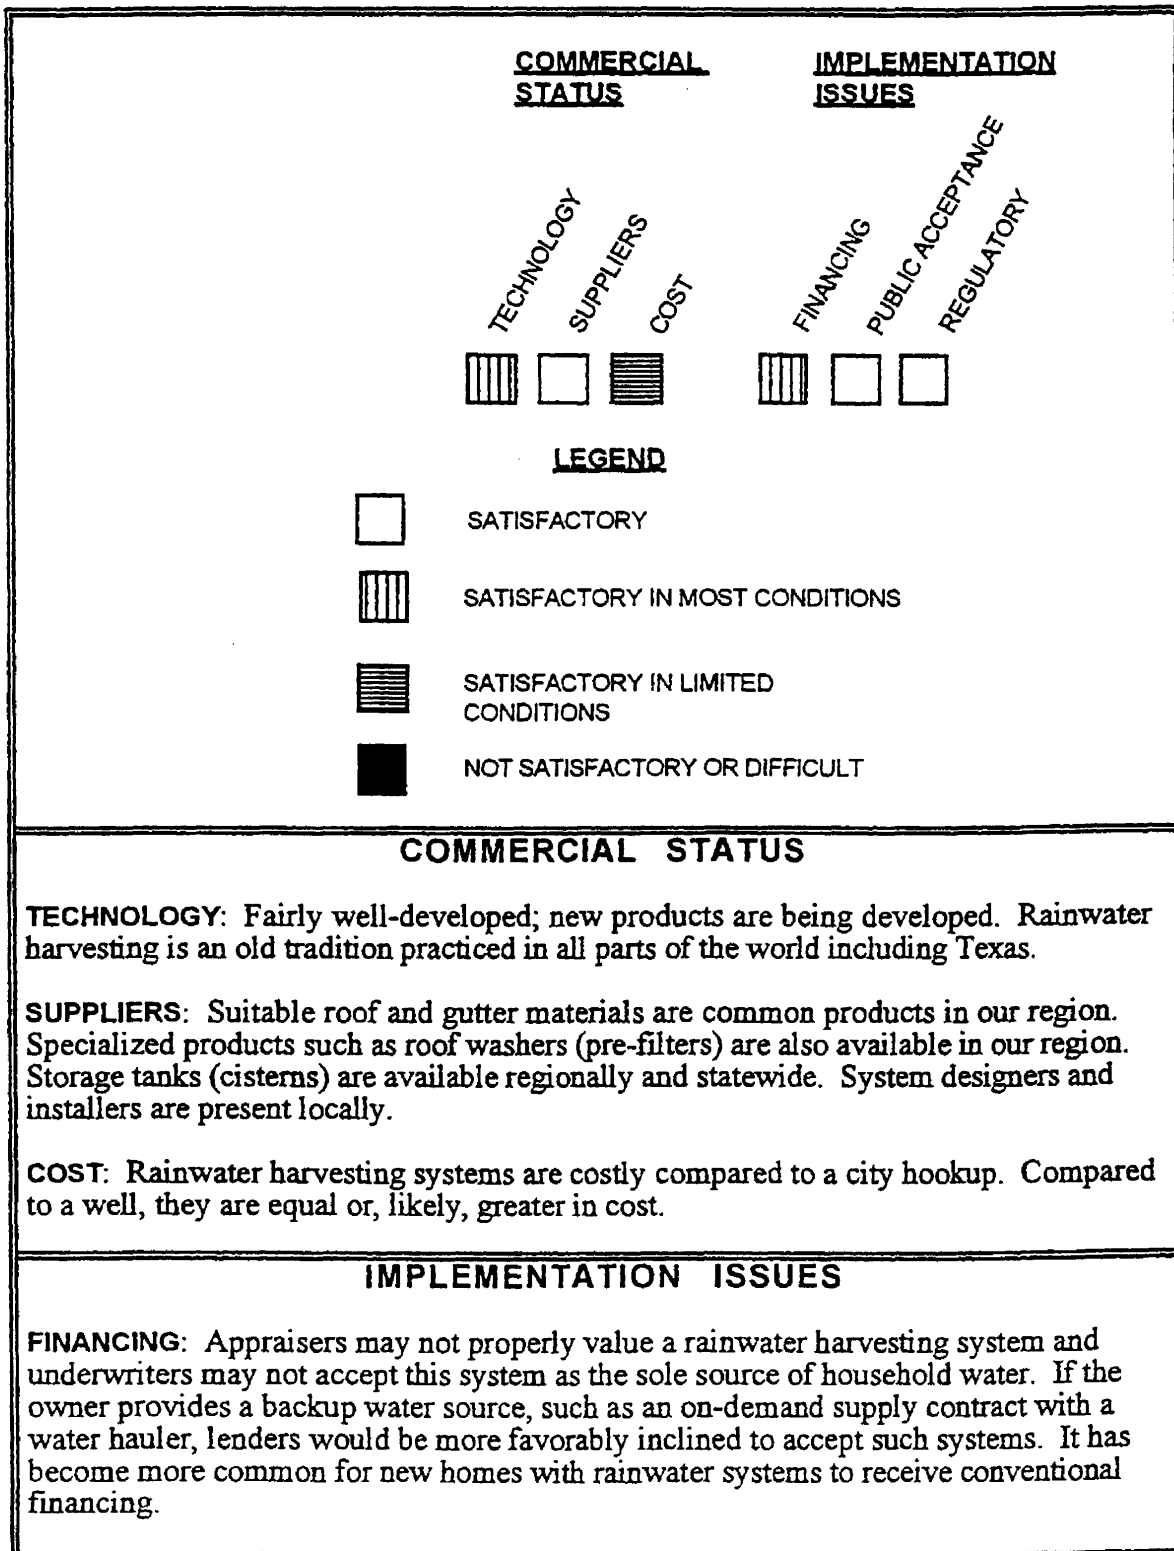 COMMERCIAL STATUS
IMPLEMENTATION ISSUES
TECHNOLOGY
SUPPLIERS
COST
FINANCING
PUBLIC ACCEPTANCE
REGULATORY
LEGEND
SATISFACTORY
SATISFACTORY IN MOST CONDITIONS
SATISFACTORY IN LIMITED
CONDITIONS
NOT SATISFACTORY OR DIFFICULT
COMMERCIAL STATUS
TECHNOLOGY: Fairly well-developed; new products are being developed. Rainwater
harvesting is an old tradition practiced in all parts of the world including Texas.
SUPPLIERS: Suitable roof and gutter materials are common products in our region.
Specialized products such as roof washers (pre-filters) are also available in our region.
Storage tanks (cisterns) are available regionally and statewide. System designers and
installers are present locally.
COST: Rainwater harvesting systems are costly compared to a city hookup. Compared
to a well, they are equal or, likely, greater in cost.
IMPLEMENTATION ISSUES
FINANCING: Appraisers may not properly value a rainwater harvesting system and
underwriters may not accept this system as the sole source of household water. If the
owner provides a backup water source, such as an on-demand supply contract with a
water hauler, lenders would be more favorably inclined to accept such systems. It has
become more common for new homes with rainwater systems to receive conventional
financing.